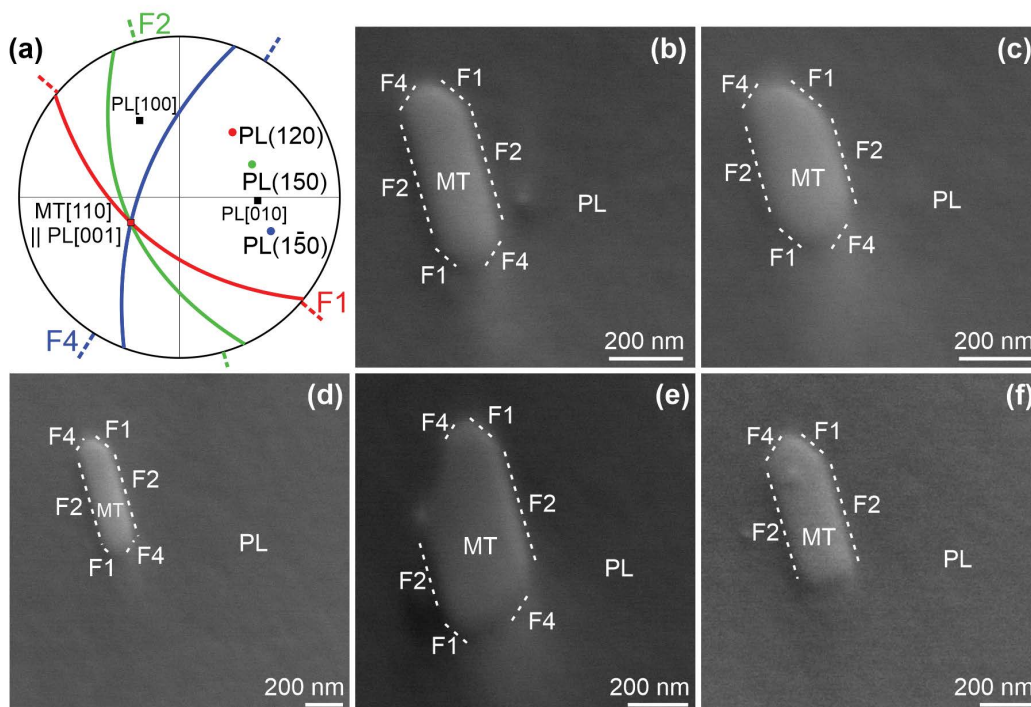 (a)
F2
PL[100]
PL(120)
PL(150)
PL[010]
MT[110]
|| PL[001]
PL(15̄0)
F1
F4
(b)
F4
F1
F2
MT
F2
PL
F1
F4
200 nm
(c)
F4
F1
F2
F2
MT
PL
F1
F4
200 nm
(d)
F4
F1
F2
F2
MT
PL
F1
F4
200 nm
(e)
F4
F1
F2
MT
PL
F2
F4
F1
200 nm
(f)
F4
F1
F2
F2
MT
PL
200 nm